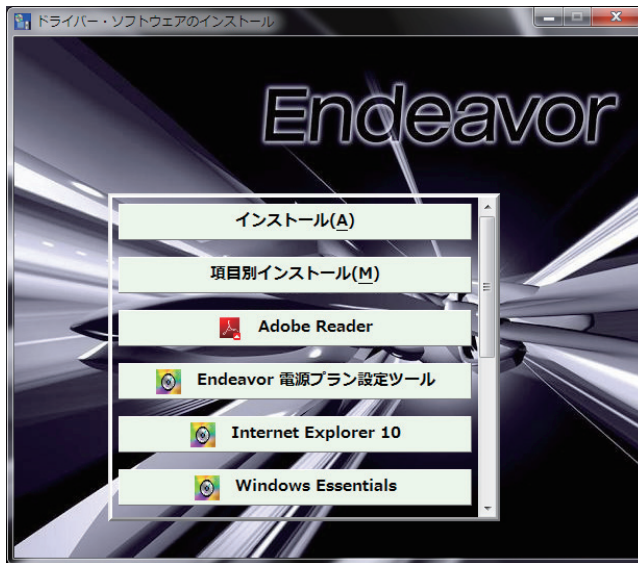 ドライバー・ソフトウェアのインストール
Endeavor
インストール(A)
項目別インストール(M)
Adobe Reader
Endeavor 電源プラン設定ツール
Internet Explorer 10
Windows Essentials